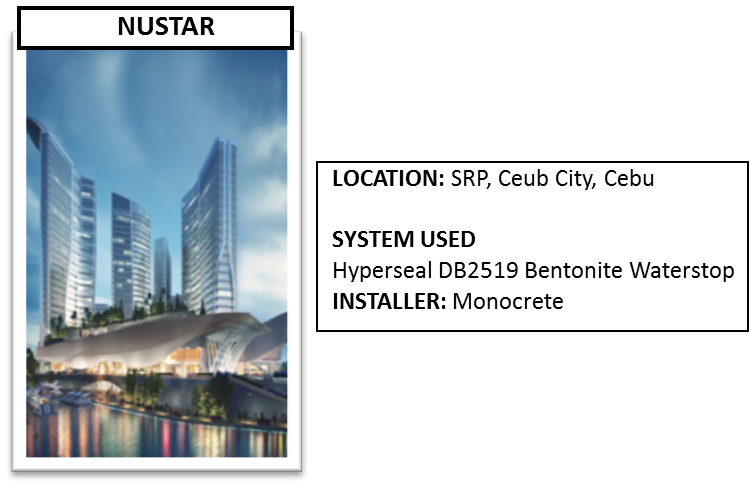 NUSTAR
LOCATION: SRP, Ceub City, Cebu
SYSTEM USED
Hyperseal DB2519 Bentonite Waterstop
INSTALLER: Monocrete